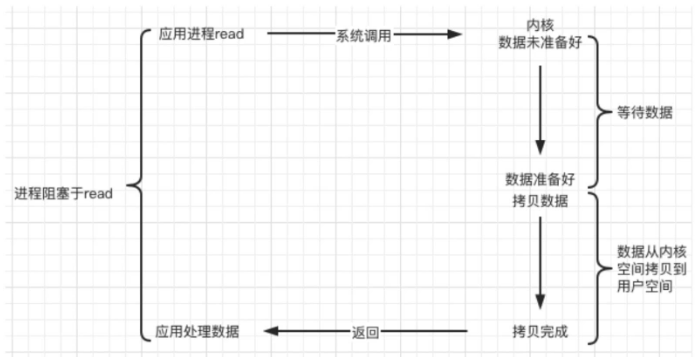 应用进程read
系统调用
内核
数据未准备好
等待数据
进程阻塞于read
数据准备好
拷贝数据
数据从内核
空间拷贝到
用户空间
应用处理数据
返回
拷贝完成